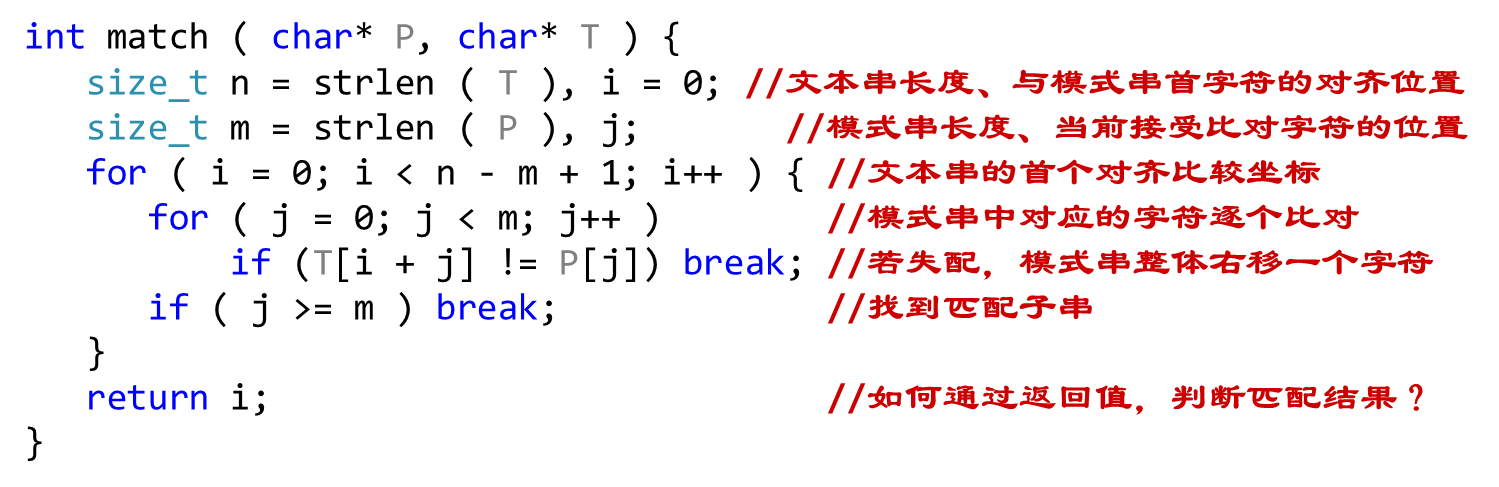 int match ( char* P, char* T ) {
size_t n = strlen ( T ), i = 0; //文本串长度、与模式串首字符的对齐位置
size_t m = strlen ( P ), j; //模式串长度、当前接受比对字符的位置
for ( i = 0; i < n - m + 1; i++ ) { //文本串的首个对齐比较坐标
for ( j = 0; j < m; j++ ) //模式串中对应的字符逐个比对
if (T[i + j] != P[j]) break; //若失配，模式串整体右移一个字符
if ( j >= m ) break; //找到匹配子串
}
return i; //如何通过返回值，判断匹配结果？
}